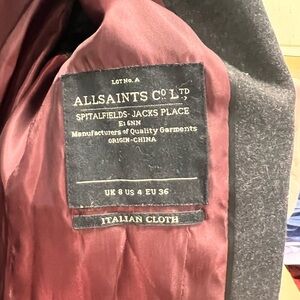 LOT NO. A
ALLSAINTS Cº LTD
SPITALFIELDS-JACKS PLACE
E1 6NN
Manufacturers of Quality Garments
ORIGIN-CHINA
UK 8 US 4 EU 36
ITALIAN CLOTH